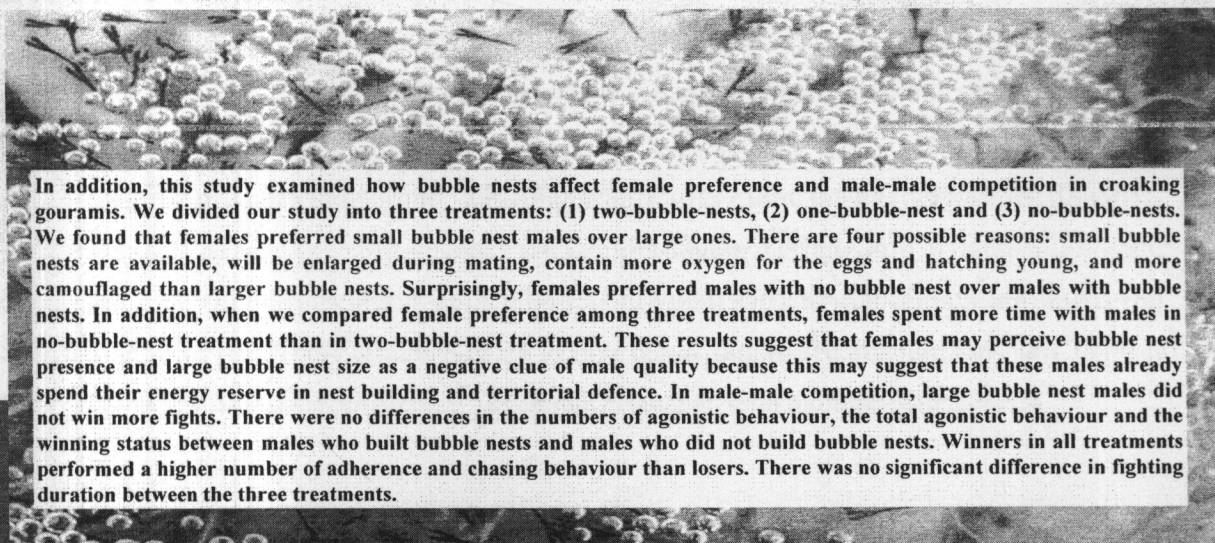 In addition, this study examined how bubble nests affect female preference and male-male competition in croaking
gouramis. We divided our study into three treatments: (1) two-bubble-nests, (2) one-bubble-nest and (3) no-bubble-nests.
We found that females preferred small bubble nest males over large ones. There are four possible reasons: small bubble
nests are available, will be enlarged during mating, contain more oxygen for the eggs and hatching young, and more
camouflaged than larger bubble nests. Surprisingly, females preferred males with no bubble nest over males with bubble
nests. In addition, when we compared female preference among three treatments, females spent more time with males in
no-bubble-nest treatment than in two-bubble-nest treatment. These results suggest that females may perceive bubble nest
presence and large bubble nest size as a negative clue of male quality because this may suggest that these males already
spend their energy reserve in nest building and territorial defence. In male-male competition, large bubble nest males did
not win more fights. There were no differences in the numbers of agonistic behaviour, the total agonistic behaviour and the
winning status between males who built bubble nests and males who did not build bubble nests. Winners in all treatments
performed a higher number of adherence and chasing behaviour than losers. There was no significant difference in fighting
duration between the three treatments.